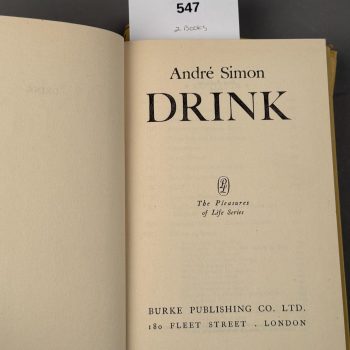 547
2 BOOKS
André Simon
DRINK
The Pleasures
of Life Series
BURKE PUBLISHING CO. LTD.
180 FLEET STREET . LONDON